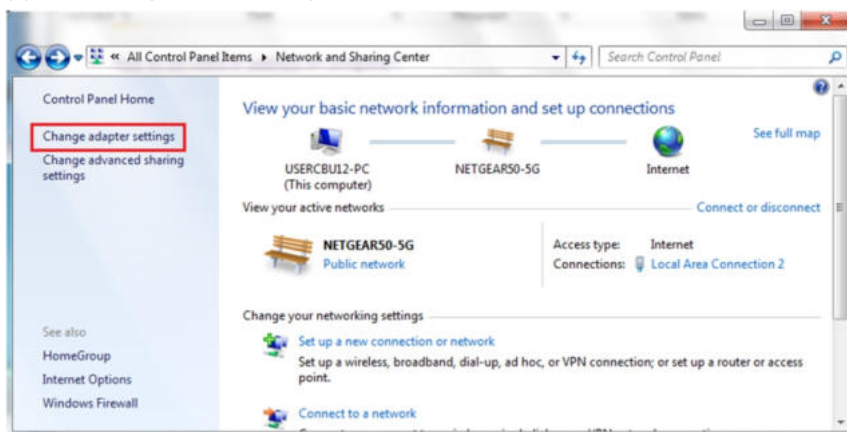 « All Control Panel Items ▸ Network and Sharing Center
Search Control Panel
Control Panel Home
Change adapter settings
Change advanced sharing
settings
See also
HomeGroup
Internet Options
Windows Firewall
View your basic network information and set up connections
See full map
USERCBU12-PC
(This computer)
NETGEAR50-5G
Internet
View your active networks
Connect or disconnect
NETGEAR50-5G
Public network
Access type: Internet
Connections: Local Area Connection 2
Change your networking settings
Set up a new connection or network
Set up a wireless, broadband, dial-up, ad hoc, or VPN connection; or set up a router or access
point.
Connect to a network